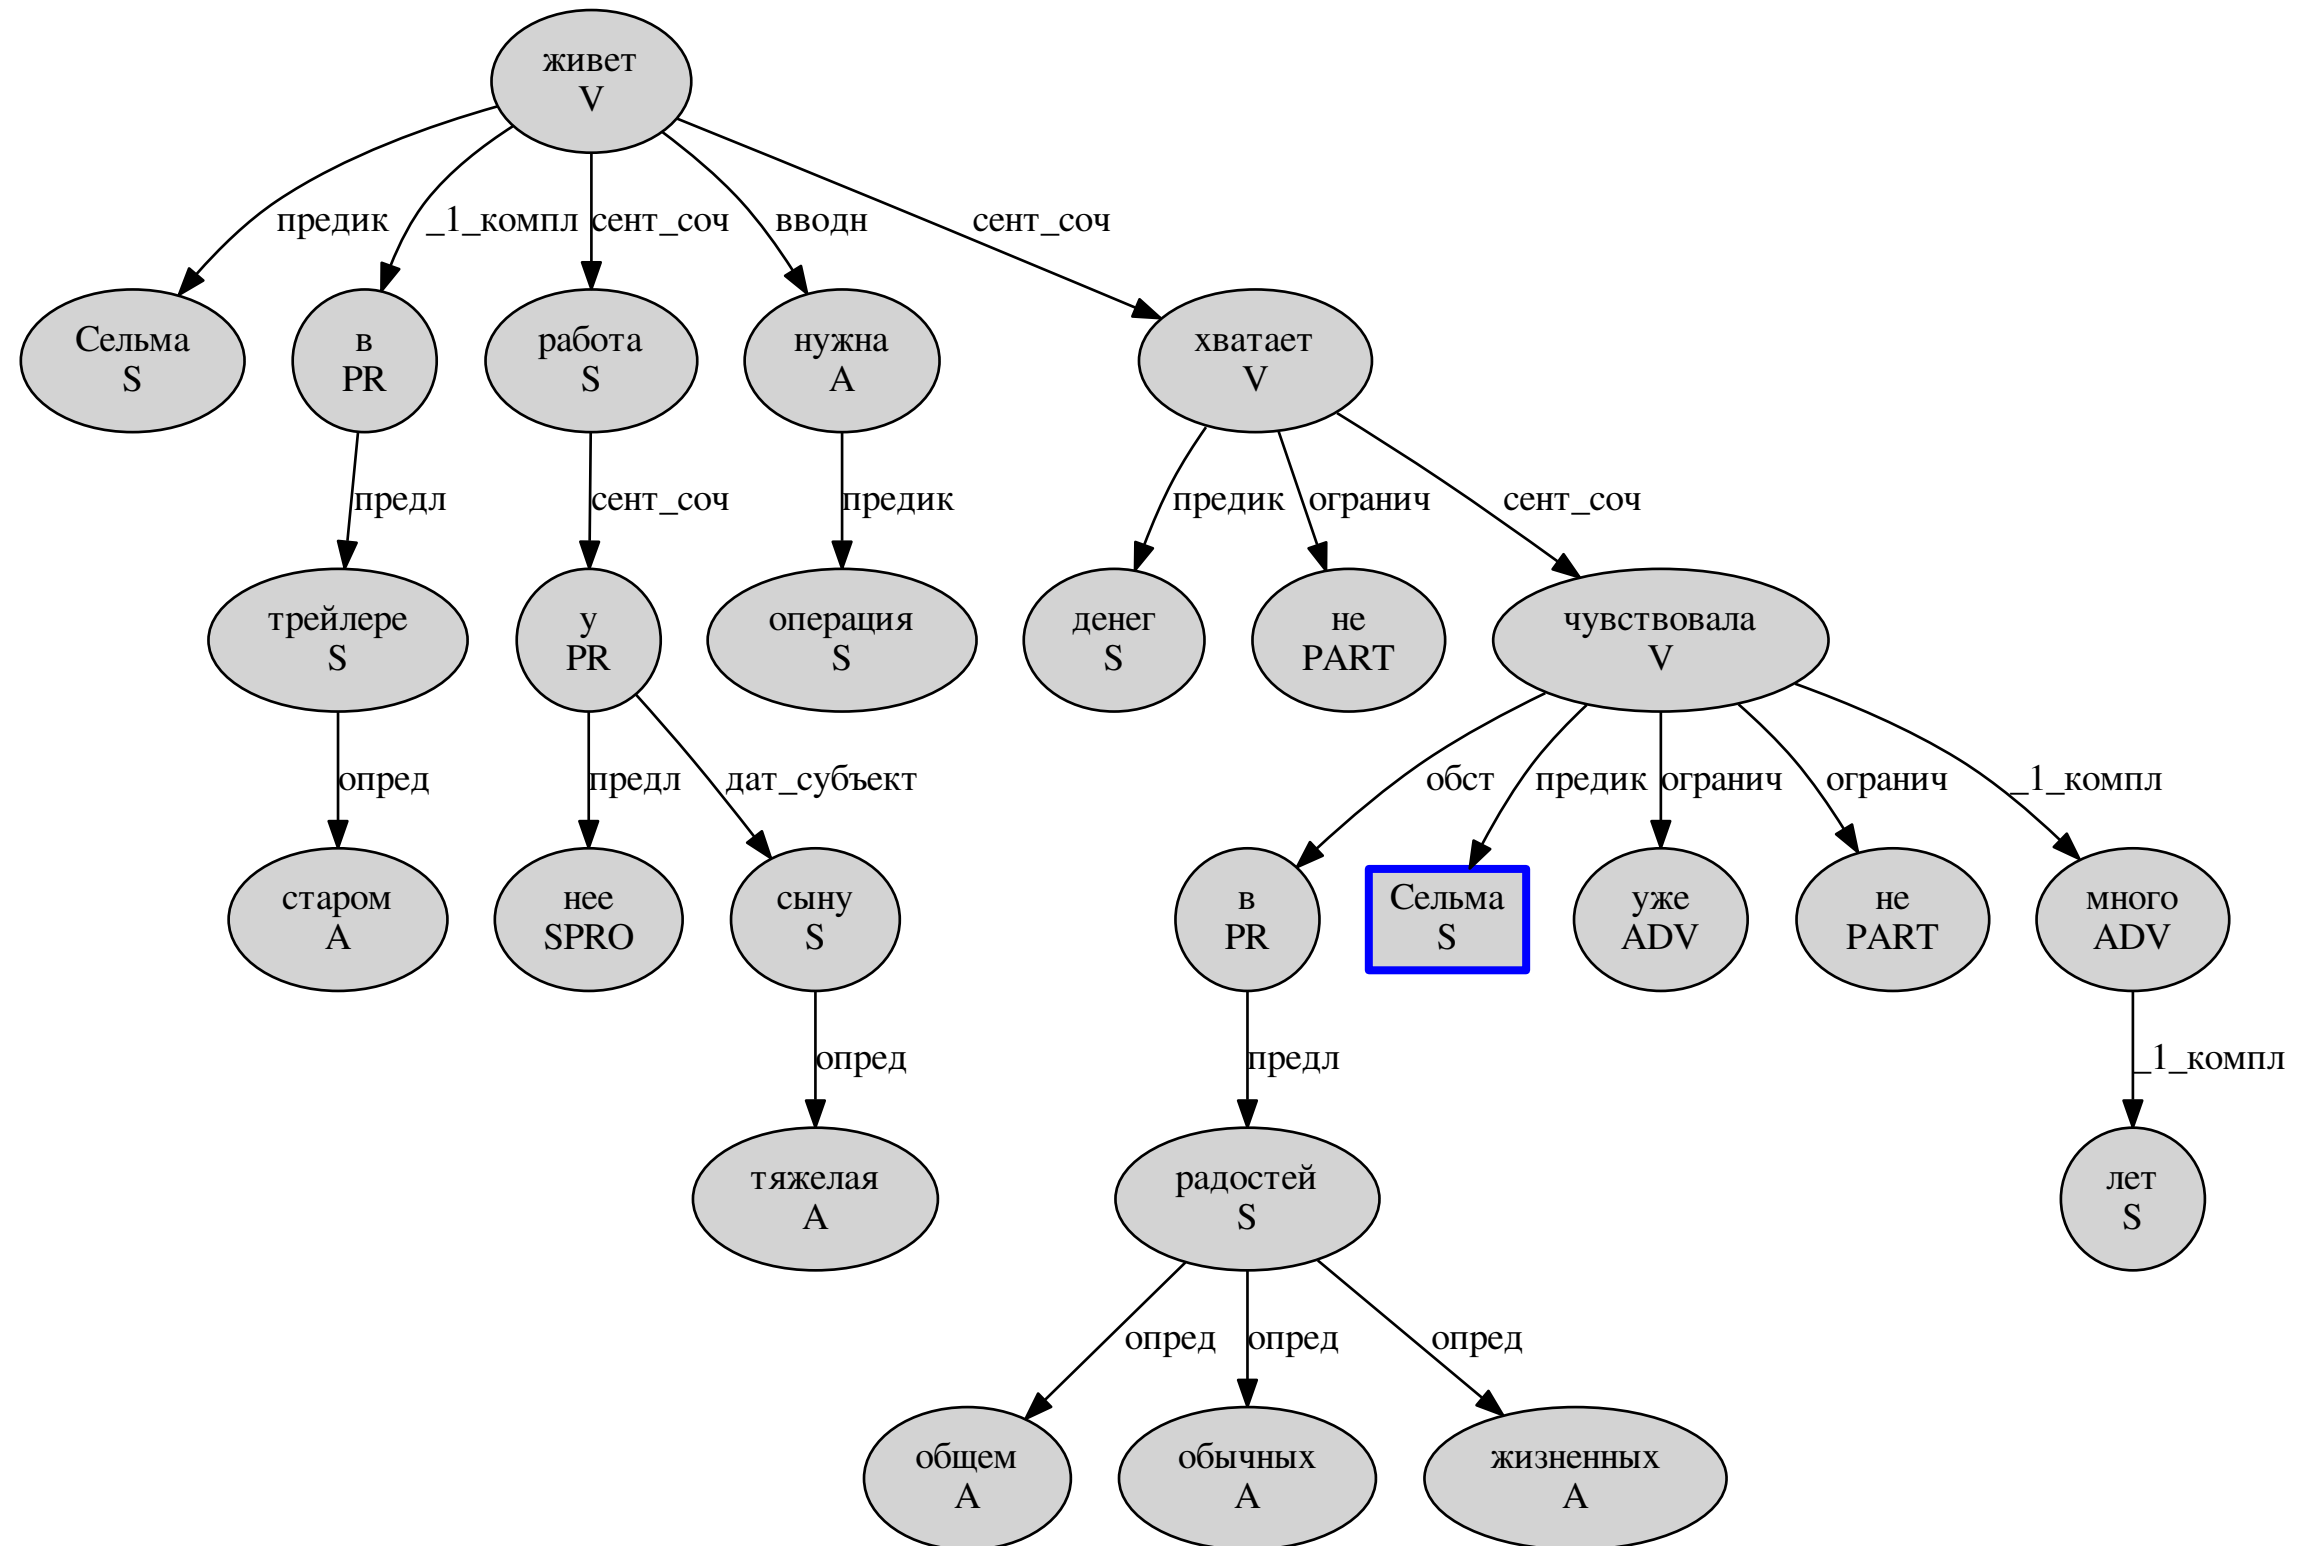 живет
V
предик _1_компл сент_соч вводн сент_соч
Сельма
S
в
PR
работа
S
нужна
A
хватает
V
предл сент_соч предик предик огранич сент_соч
трейлере
S
у
PR
операция
S
денег
S
не
PART
чувствовала
V
опред предл дат_субъект обст предик огранич огранич _1_компл
старом
A
нее
SPRO
сыну
S
в
PR
Сельма
S
уже
ADV
не
PART
много
ADV
опред предл _1_компл
тяжелая
A
радостей
S
лет
S
опред опред опред
общем
A
обычных
A
жизненных
A